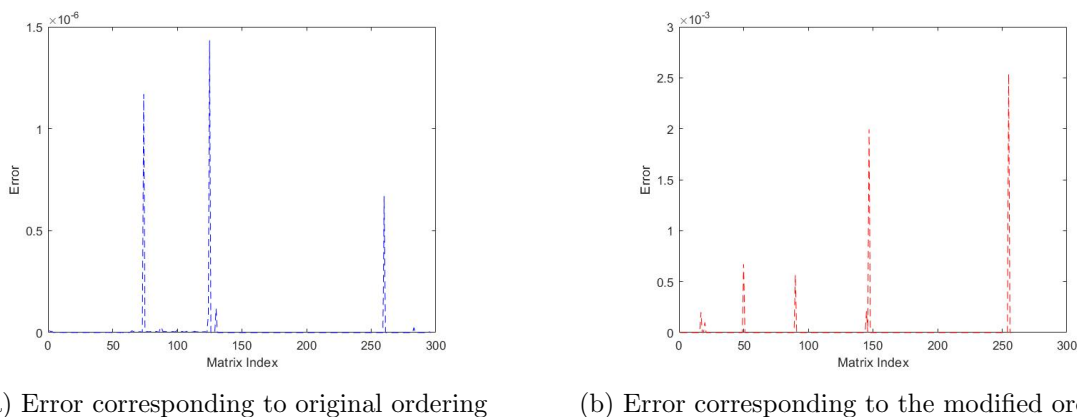 ×10⁻⁶
1.5
1
0.5
0
Error
0 50 100 150 200 250 300
Matrix Index
) Error corresponding to original ordering
×10⁻³
3
2.5
2
1.5
1
0.5
0
Error
0 50 100 150 200 250 300
Matrix Index
(b) Error corresponding to the modified